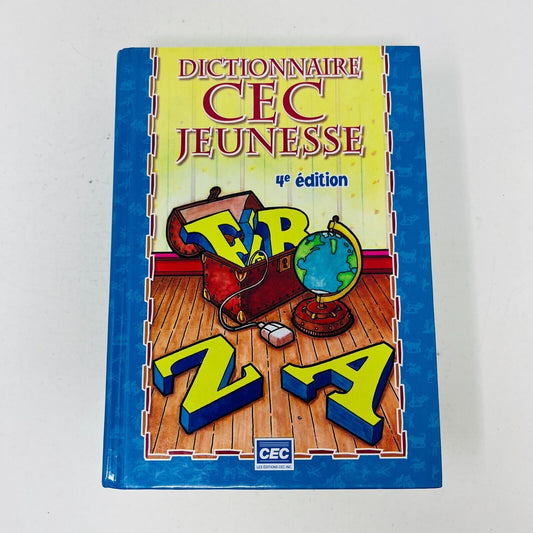 DICTIONNAIRE
CEC
JEUNESSE
4e édition
E R
Z A
CEC
LES ÉDITIONS CEC INC.